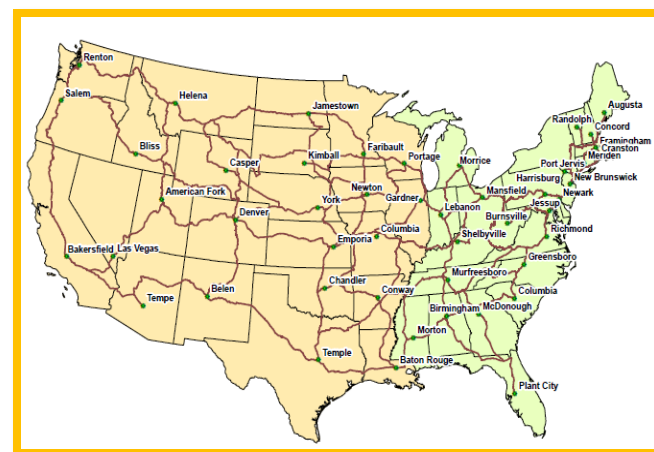 Renton
Salem
Helena
Jamestown
Augusta
Randolph
Concord
Framingham
Cranston
Meriden
Bliss
Casper
Kimball
Faribault
Portage
Morrice
Port Jervis
Harrisburg
New Brunswick
American Fork
York
Newton
Gardner
Mansfield
Newark
Lebanon
Jessup
Denver
Burnsville
Bakersfield
Las Vegas
Emporia
Columbia
Shelbyville
Richmond
Greensboro
Tempe
Belen
Chandler
Conway
Murfreesboro
Columbia
Birmingham
McDonough
Morton
Temple
Baton Rouge
Plant City